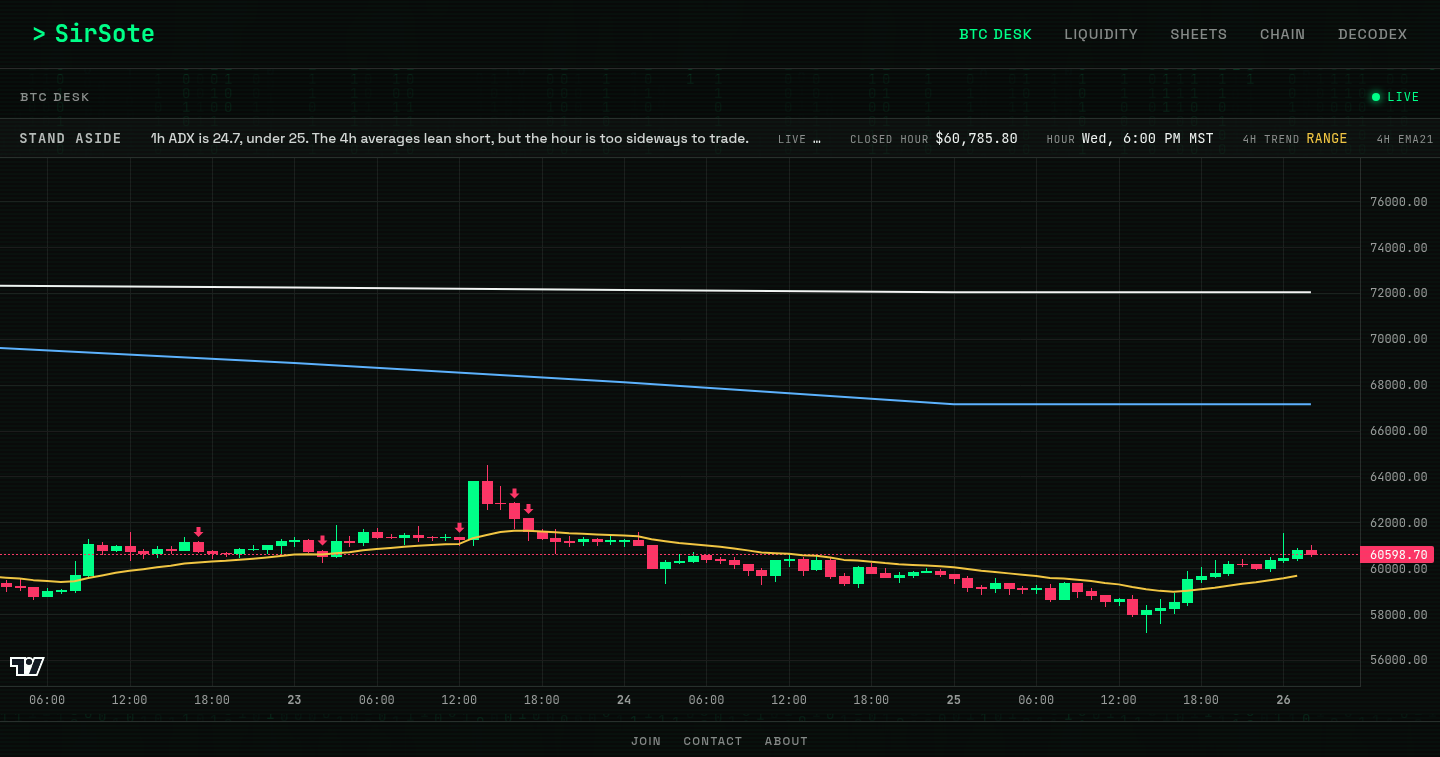 > SirSote
BTC DESK LIQUIDITY SHEETS CHAIN DECODEX
BTC DESK LIVE
STAND ASIDE 1h ADX is 24.7, under 25. The 4h averages lean short, but the hour is too sideways to trade. LIVE … CLOSED HOUR $60,785.80 HOUR Wed, 6:00 PM MST 4H TREND RANGE 4H EMA21
76000.00
74000.00
72000.00
70000.00
68000.00
66000.00
64000.00
62000.00
60598.70
60000.00
58000.00
56000.00
06:00 12:00 18:00 23 06:00 12:00 18:00 24 06:00 12:00 18:00 25 06:00 12:00 18:00 26
JOIN CONTACT ABOUT